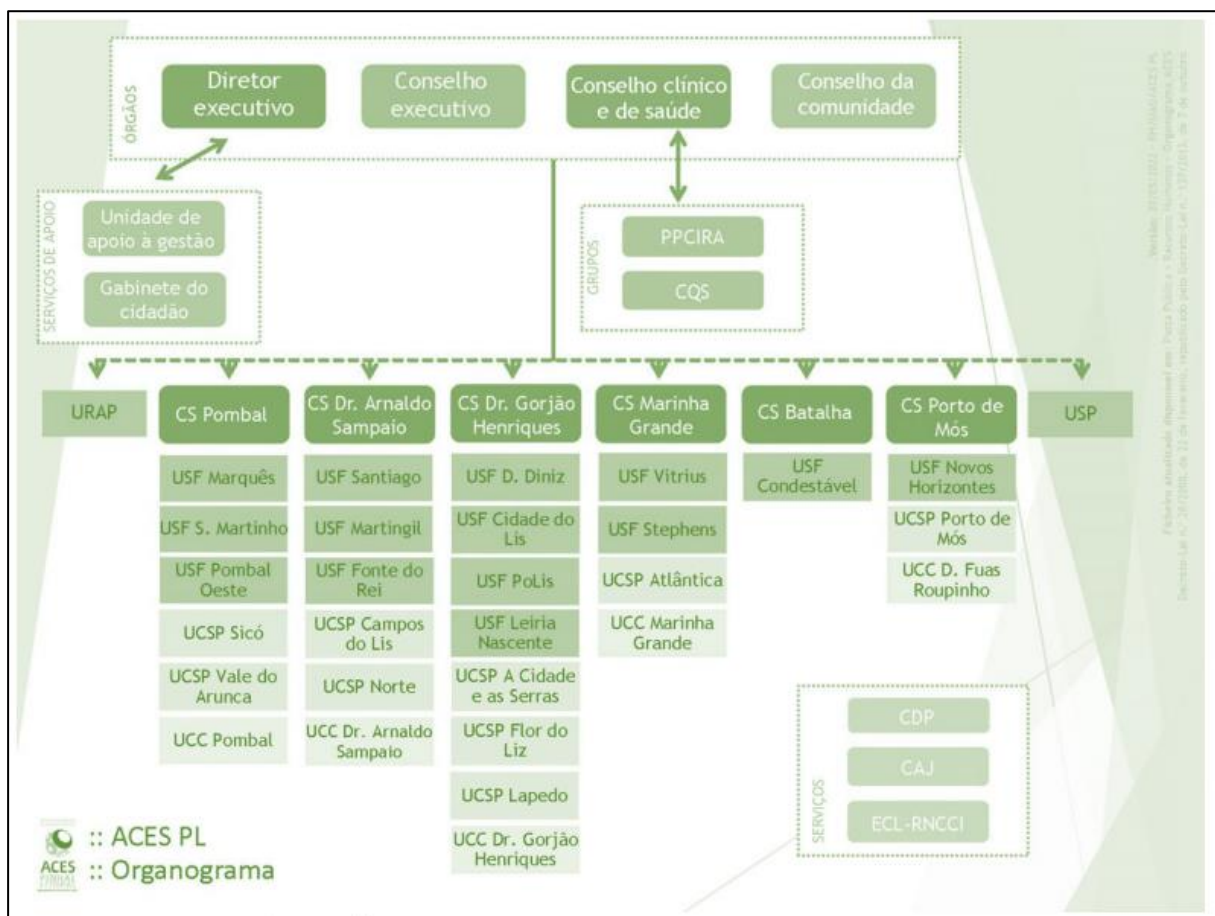 ÓRGÃOS
Diretor
executivo
Conselho
executivo
Conselho clínico
e de saúde
Conselho da
comunidade
SERVIÇOS DE APOIO
Unidade de
apoio à gestão
Gabinete do
cidadão
GRUPOS
PPCIRA
CQS
URAP
CS Pombal
CS Dr. Arnaldo
Sampaio
CS Dr. Gorjão
Henriques
CS Marinha
Grande
CS Batalha
CS Porto de
Mós
USP
USF Marquês
USF S. Martinho
USF Pombal
Oeste
UCSP Sicó
UCSP Vale do
Arunca
UCC Pombal
USF Santiago
USF Martingil
USF Fonte do
Rei
UCSP Campos
do Lis
UCSP Norte
UCC Dr. Arnaldo
Sampaio
USF D. Diniz
USF Cidade do
Lis
USF PoLis
USF Leiria
Nascente
UCSP A Cidade
e as Serras
UCSP Flor do
Liz
UCSP Lapedo
UCC Dr. Gorjão
Henriques
USF Vitrius
USF Stephens
UCSP Atlântica
UCC Marinha
Grande
USF
Condestável
USF Novos
Horizontes
UCSP Porto de
Mós
UCC D. Fuas
Roupinho
SERVIÇOS
CDP
CAJ
ECL-RNCCI
ACES
:: ACES PL
:: Organograma